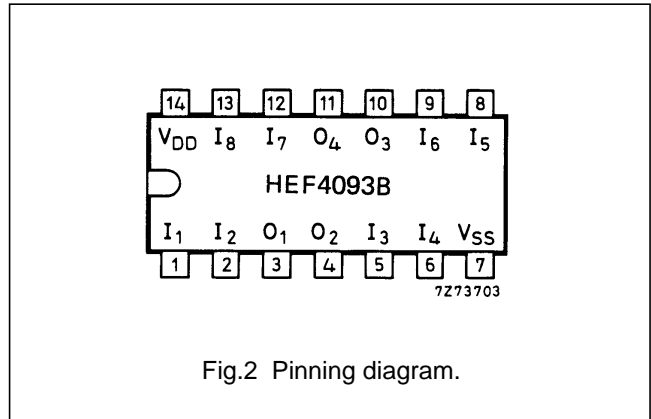 14 13 12 11 10 9 8
VDD I8 I7 O4 O3 I6 I5
HEF4093B
I1 I2 O1 O2 I3 I4 VSS
1 2 3 4 5 6 7
7Z73703
Fig.2 Pinning diagram.